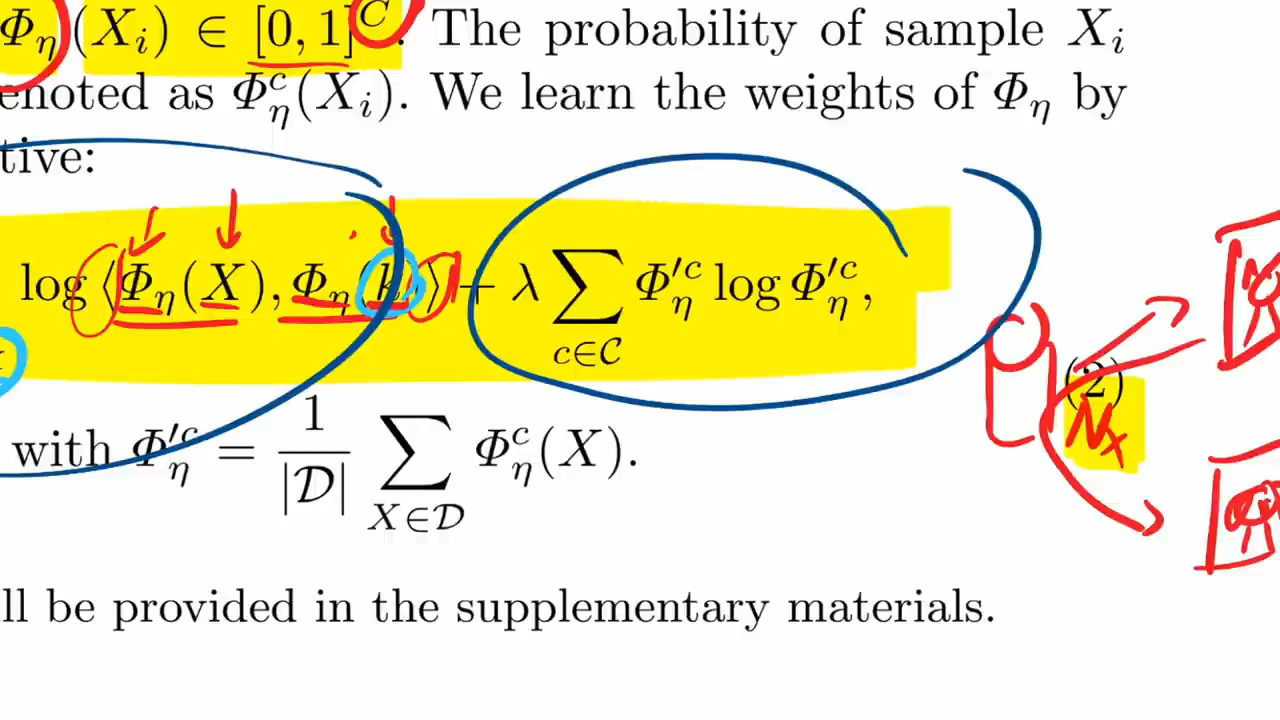 Φη(Xᵢ) ∈ [0, 1]ᶜ. The probability of sample Xᵢ
enoted as Φᶜη(Xᵢ). We learn the weights of Φη by
tive:
log⟨Φη(X), Φη(k)⟩ + λ ∑_{c∈𝒞} Φ′ᶜη log Φ′ᶜη,
(2)
Nₓ
with Φ′ᶜη = 1/|𝒟| ∑_{X∈𝒟} Φᶜη(X).
ll be provided in the supplementary materials.